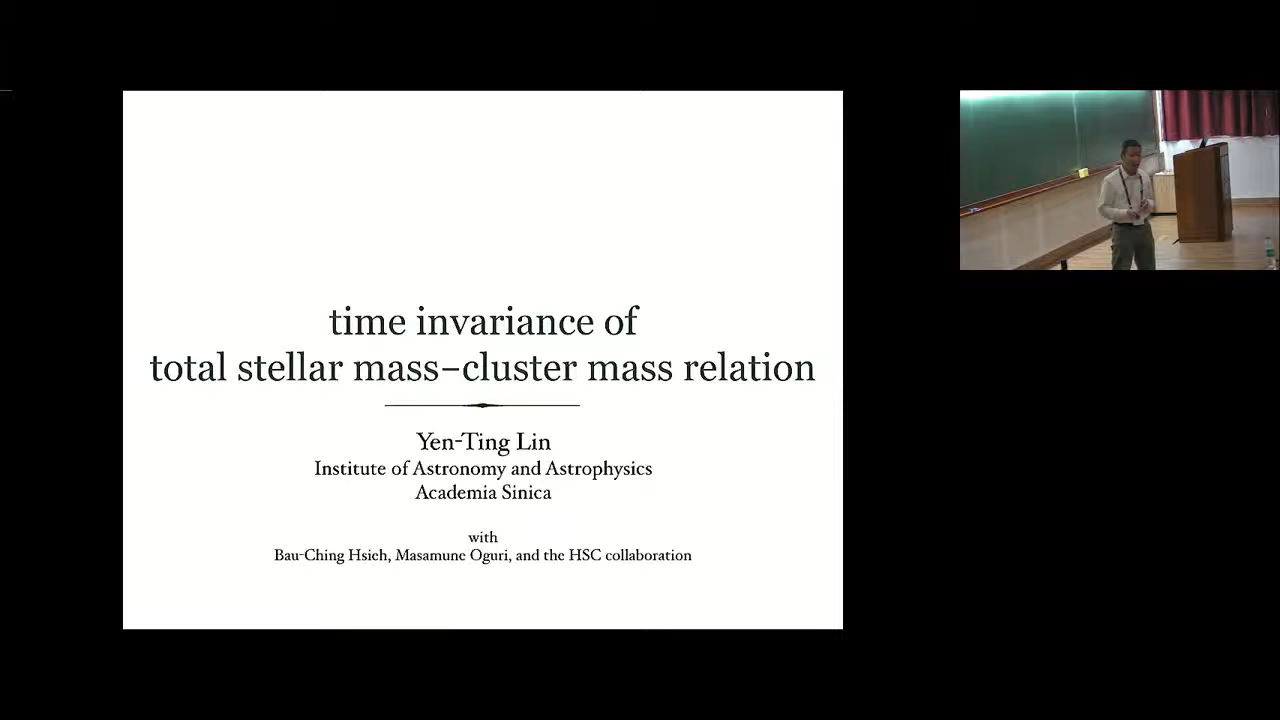 time invariance of
total stellar mass–cluster mass relation
Yen-Ting Lin
Institute of Astronomy and Astrophysics
Academia Sinica
with
Bau-Ching Hsieh, Masamune Oguri, and the HSC collaboration